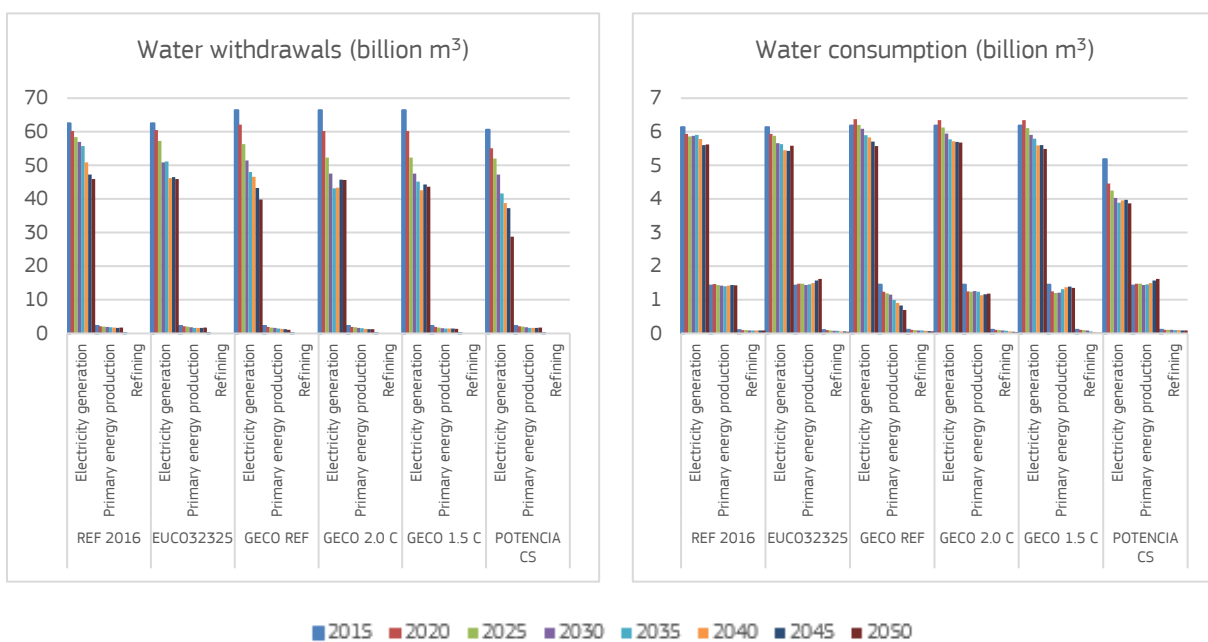 Water withdrawals (billion m³)
70
60
50
40
30
20
10
0
Electricity generation
Primary energy production
Refining
Electricity generation
Primary energy production
Refining
Electricity generation
Primary energy production
Refining
Electricity generation
Primary energy production
Refining
Electricity generation
Primary energy production
Refining
Electricity generation
Primary energy production
Refining
REF 2016 EUCO32325 GECO REF GECO 2.0 C GECO 1.5 C POTENCIA
CS
Water consumption (billion m³)
7
6
5
4
3
2
1
0
Electricity generation
Primary energy production
Refining
Electricity generation
Primary energy production
Refining
Electricity generation
Primary energy production
Refining
Electricity generation
Primary energy production
Refining
Electricity generation
Primary energy production
Refining
Electricity generation
Primary energy production
Refining
REF 2016 EUCO32325 GECO REF GECO 2.0 C GECO 1.5 C POTENCIA
CS
2015 2020 2025 2030 2035 2040 2045 2050